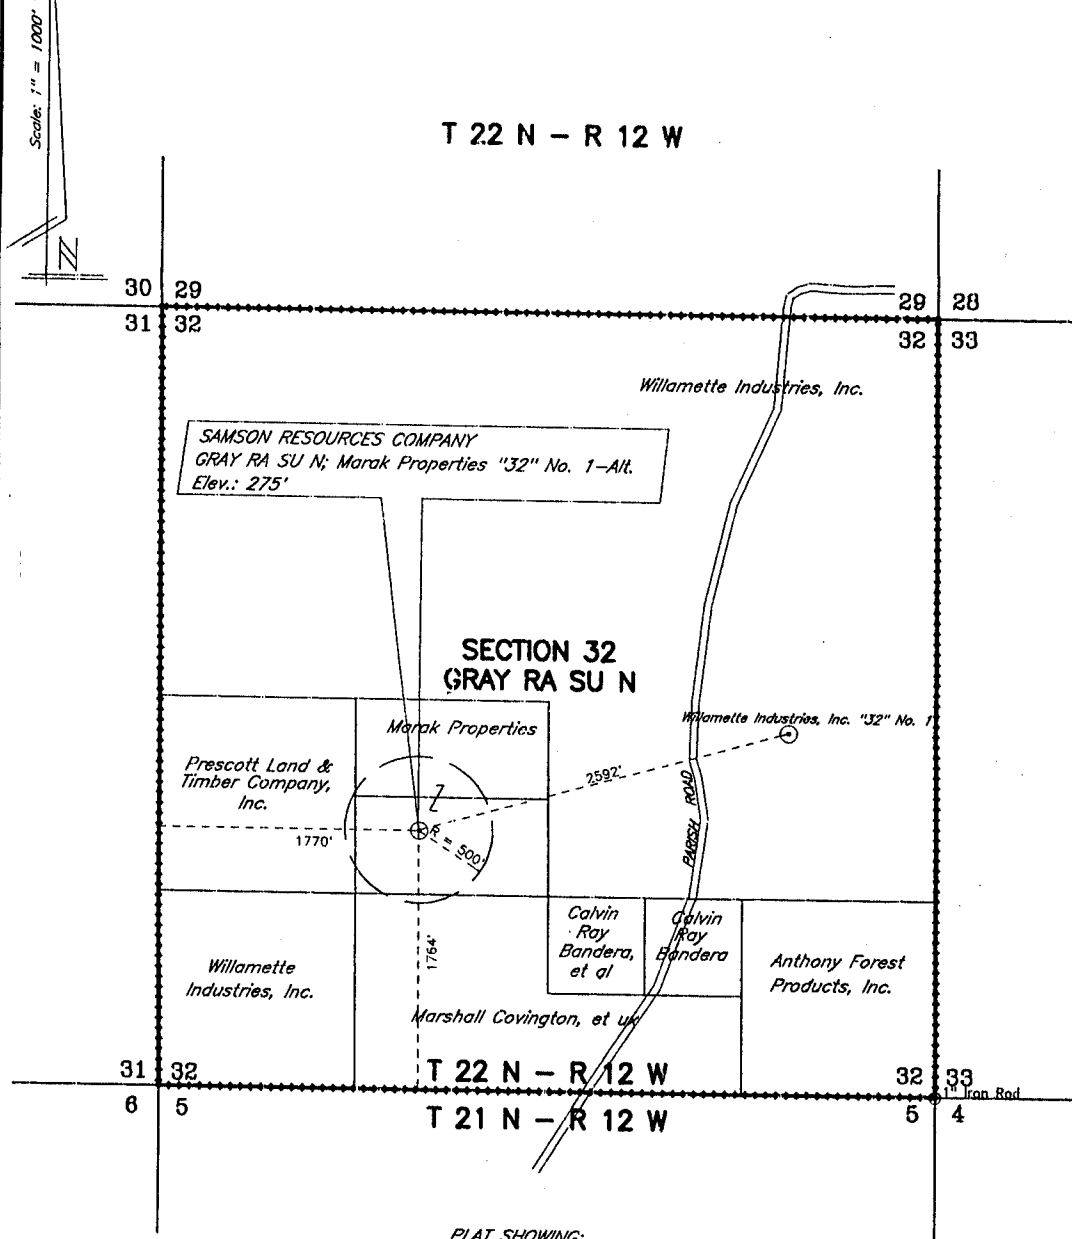 Scale: 1" = 1000'
T 22 N – R 12 W
N
30 29
29 28
31 32
32 33
Willamette Industries, Inc.
SAMSON RESOURCES COMPANY
GRAY RA SU N; Marak Properties "32" No. 1–Alt.
Elev.: 275'
SECTION 32
GRAY RA SU N
Willamette Industries, Inc. "32" No. 1
Marak Properties
Prescott Land &
Timber Company,
Inc.
2592'
PARISH ROAD
1770'
R = 500'
1764'
Calvin
Ray
Bandera,
et al
Calvin
Ray
Bandera
Willamette
Industries, Inc.
Anthony Forest
Products, Inc.
Marshall Covington, et ux
31 32
T 22 N – R 12 W
32 33
1" Iron Rod
6 5
T 21 N – R 12 W
5 4
PLAT SHOWING: